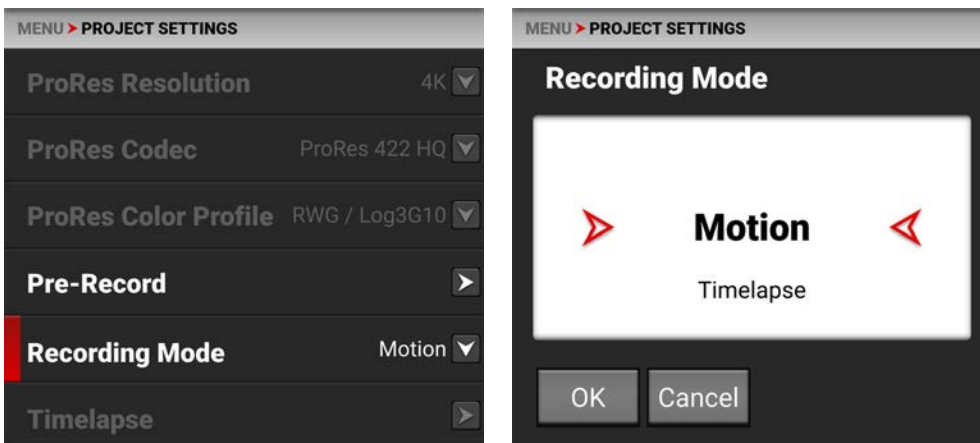 MENU > PROJECT SETTINGS
ProRes Resolution 4K
ProRes Codec ProRes 422 HQ
ProRes Color Profile RWG / Log3G10
Pre-Record
Recording Mode Motion
Timelapse
MENU > PROJECT SETTINGS
Recording Mode
Motion
Timelapse
OK Cancel